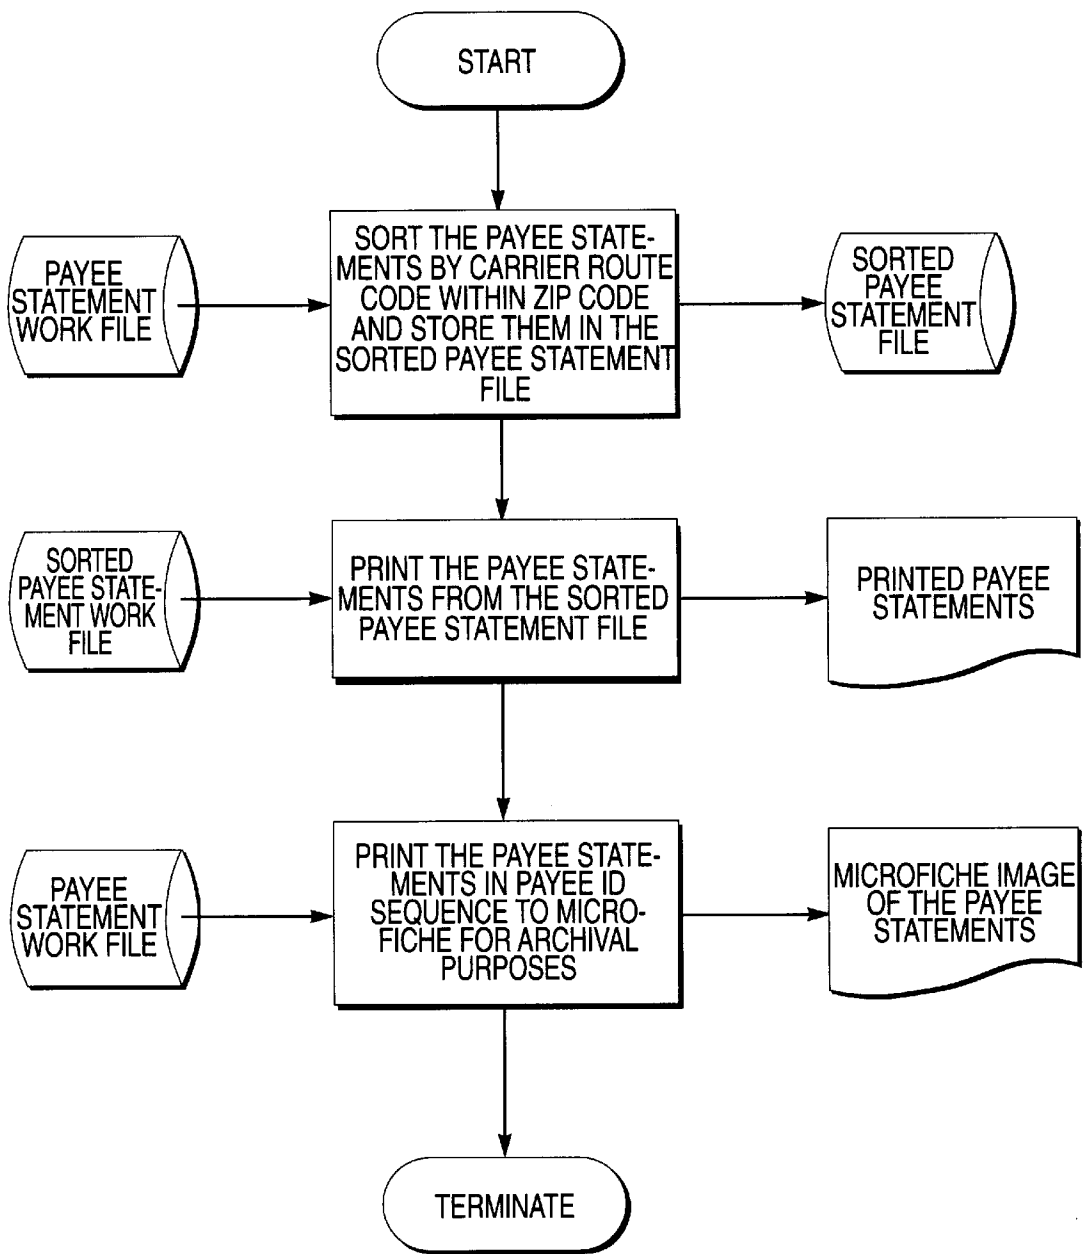 START
PAYEE
STATEMENT
WORK FILE
SORT THE PAYEE STATE-
MENTS BY CARRIER ROUTE
CODE WITHIN ZIP CODE
AND STORE THEM IN THE
SORTED PAYEE STATEMENT
FILE
SORTED
PAYEE
STATEMENT
FILE
SORTED
PAYEE STATE-
MENT WORK
FILE
PRINT THE PAYEE STATE-
MENTS FROM THE SORTED
PAYEE STATEMENT FILE
PRINTED PAYEE
STATEMENTS
PAYEE
STATEMENT
WORK FILE
PRINT THE PAYEE STATE-
MENTS IN PAYEE ID
SEQUENCE TO MICRO-
FICHE FOR ARCHIVAL
PURPOSES
MICROFICHE IMAGE
OF THE PAYEE
STATEMENTS
TERMINATE